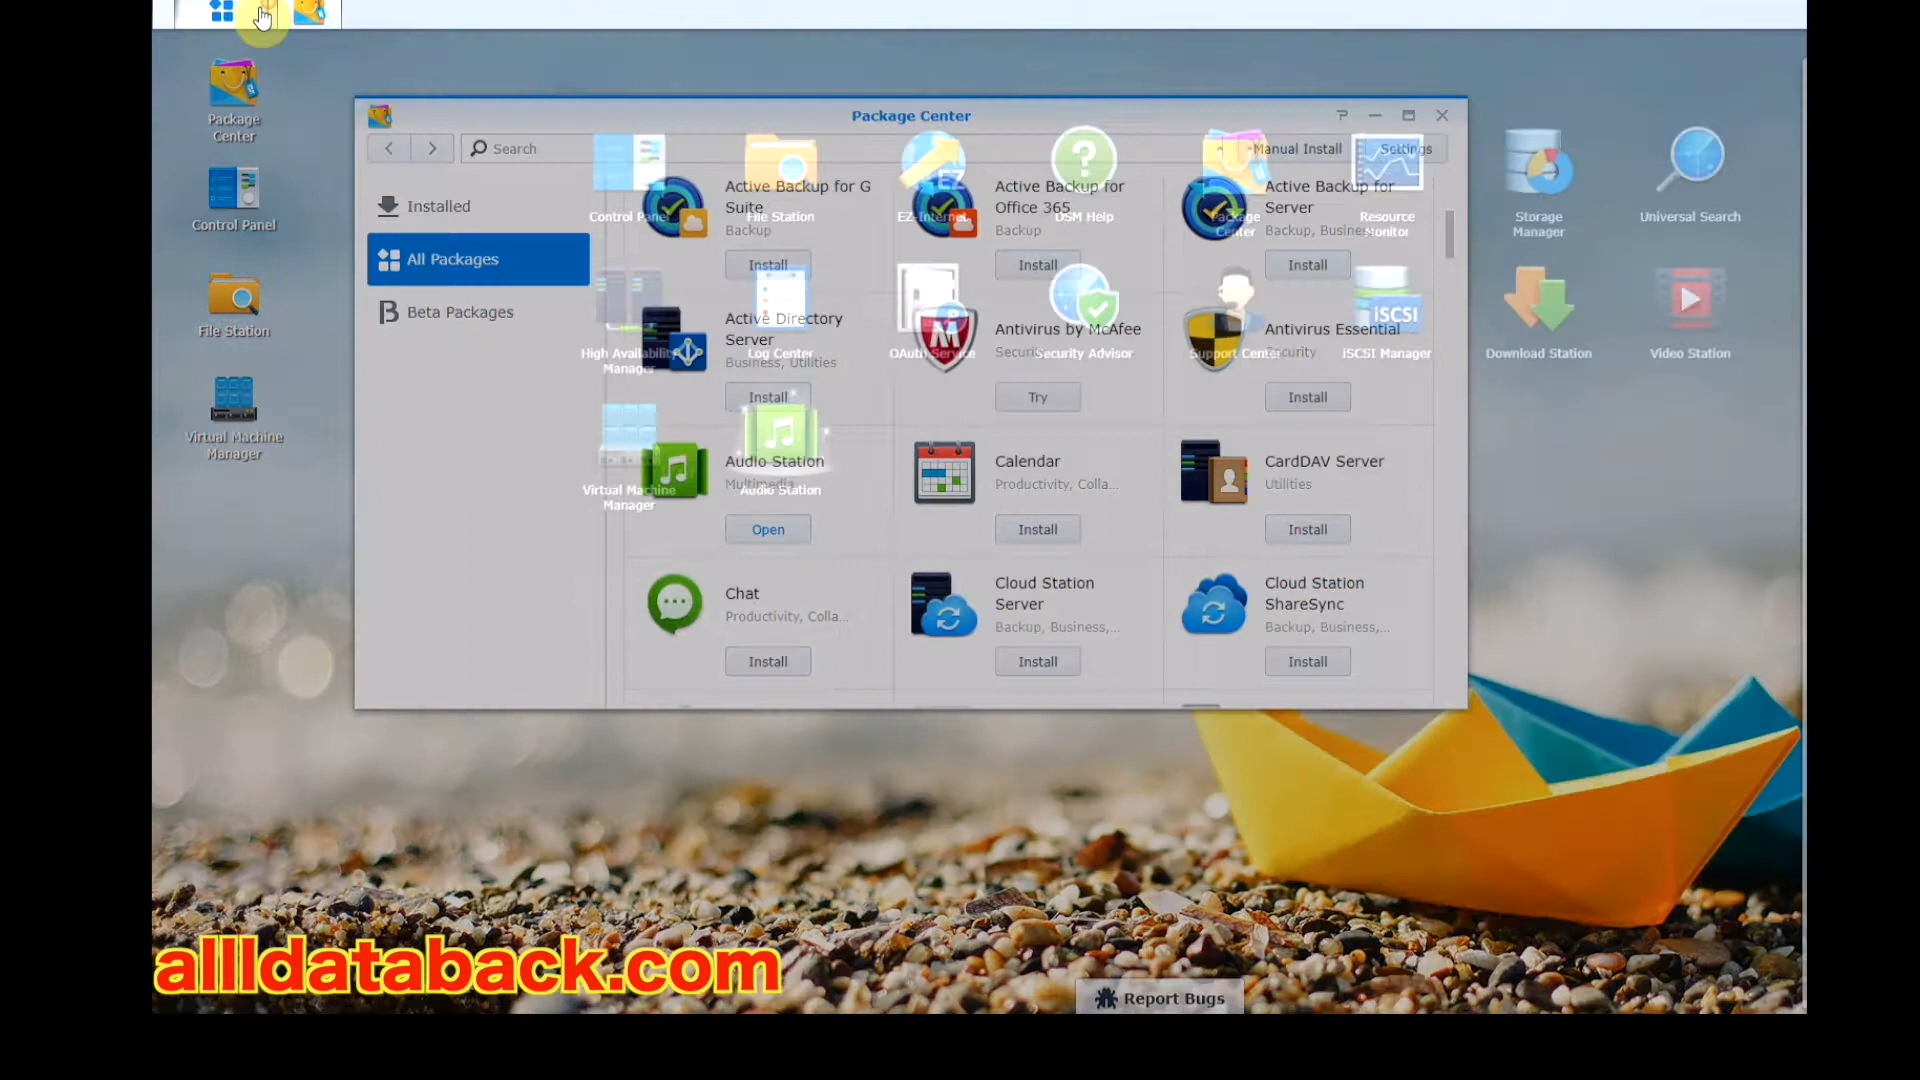 Package Center
Search
Manual Install
Settings
Installed
All Packages
Beta Packages
Active Backup for G
Suite
Backup
Install
Active Backup for
Office 365
Backup
Install
Active Backup for
Server
Backup, Busines
Install
Active Directory
Server
Business, Utilities
Install
Antivirus by McAfee
Security
Try
Antivirus Essential
Security
Install
Audio Station
Multimedia
Open
Calendar
Productivity, Colla...
Install
CardDAV Server
Utilities
Install
Chat
Productivity, Colla...
Install
Cloud Station
Server
Backup, Business,...
Install
Cloud Station
ShareSync
Backup, Business,...
Install
Package
Center
Control Panel
File Station
Virtual Machine
Manager
Control Panel
File Station
EZ-Internet
DSM Help
Package
Center
Resource
Monitor
Storage
Manager
Universal Search
High Availability
Manager
Log Center
OAuth Service
Security Advisor
Support Center
iSCSI
iSCSI Manager
Download Station
Video Station
Virtual Machine
Manager
Audio Station
alldataback.com
Report Bugs